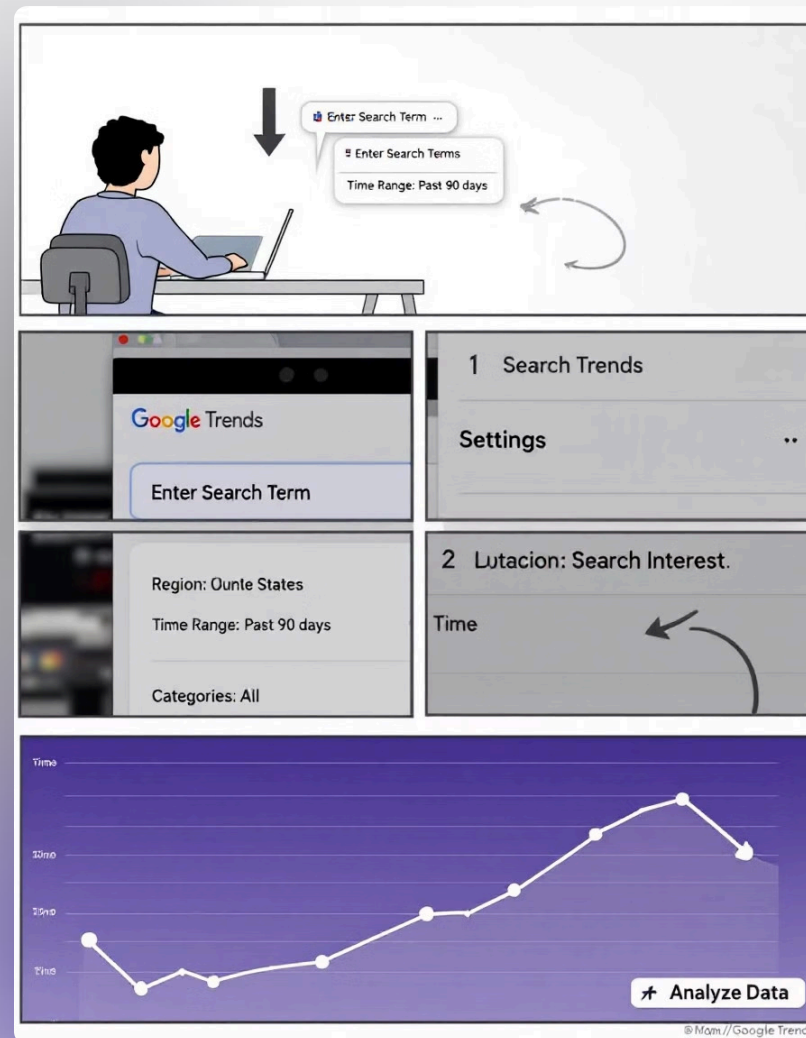 Enter Search Term ...
Enter Search Terms
Time Range: Past 90 days
Google Trends
Enter Search Term
1 Search Trends
Settings ..
Region: Ounte States
Time Range: Past 90 days
Categories: All
2 Lutacion: Search Interest.
Time
Time
Analyze Data
//Google Trend